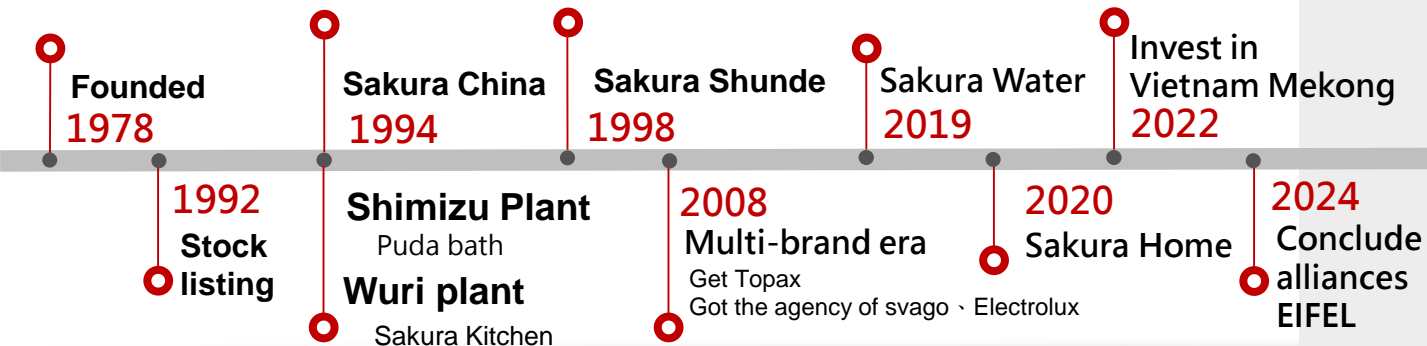 Founded
1978
1992
Stock
listing
Sakura China
1994
Shimizu Plant
Puda bath
Wuri plant
Sakura Kitchen
Sakura Shunde
1998
2008
Multi-brand era
Get Topax
Got the agency of svago、Electrolux
Sakura Water
2019
2020
Sakura Home
Invest in
Vietnam Mekong
2022
2024
Conclude
alliances
EIFEL